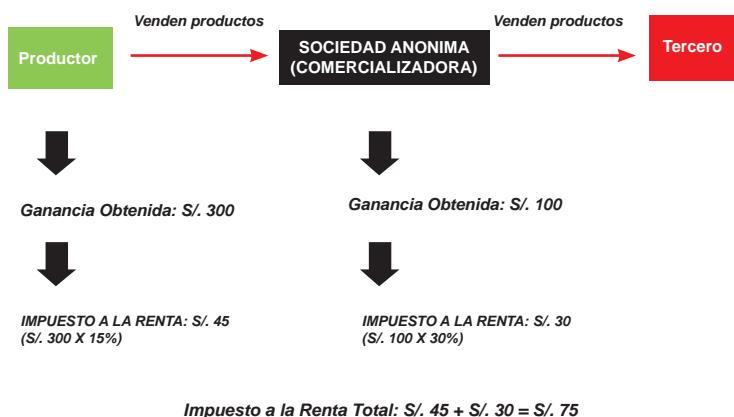 Venden productos
Venden productos
Productor
SOCIEDAD ANONIMA
(COMERCIALIZADORA)
Tercero
Ganancia Obtenida: S/. 300
Ganancia Obtenida: S/. 100
IMPUESTO A LA RENTA: S/. 45
(S/. 300 X 15%)
IMPUESTO A LA RENTA: S/. 30
(S/. 100 X 30%)
Impuesto a la Renta Total: S/. 45 + S/. 30 = S/. 75